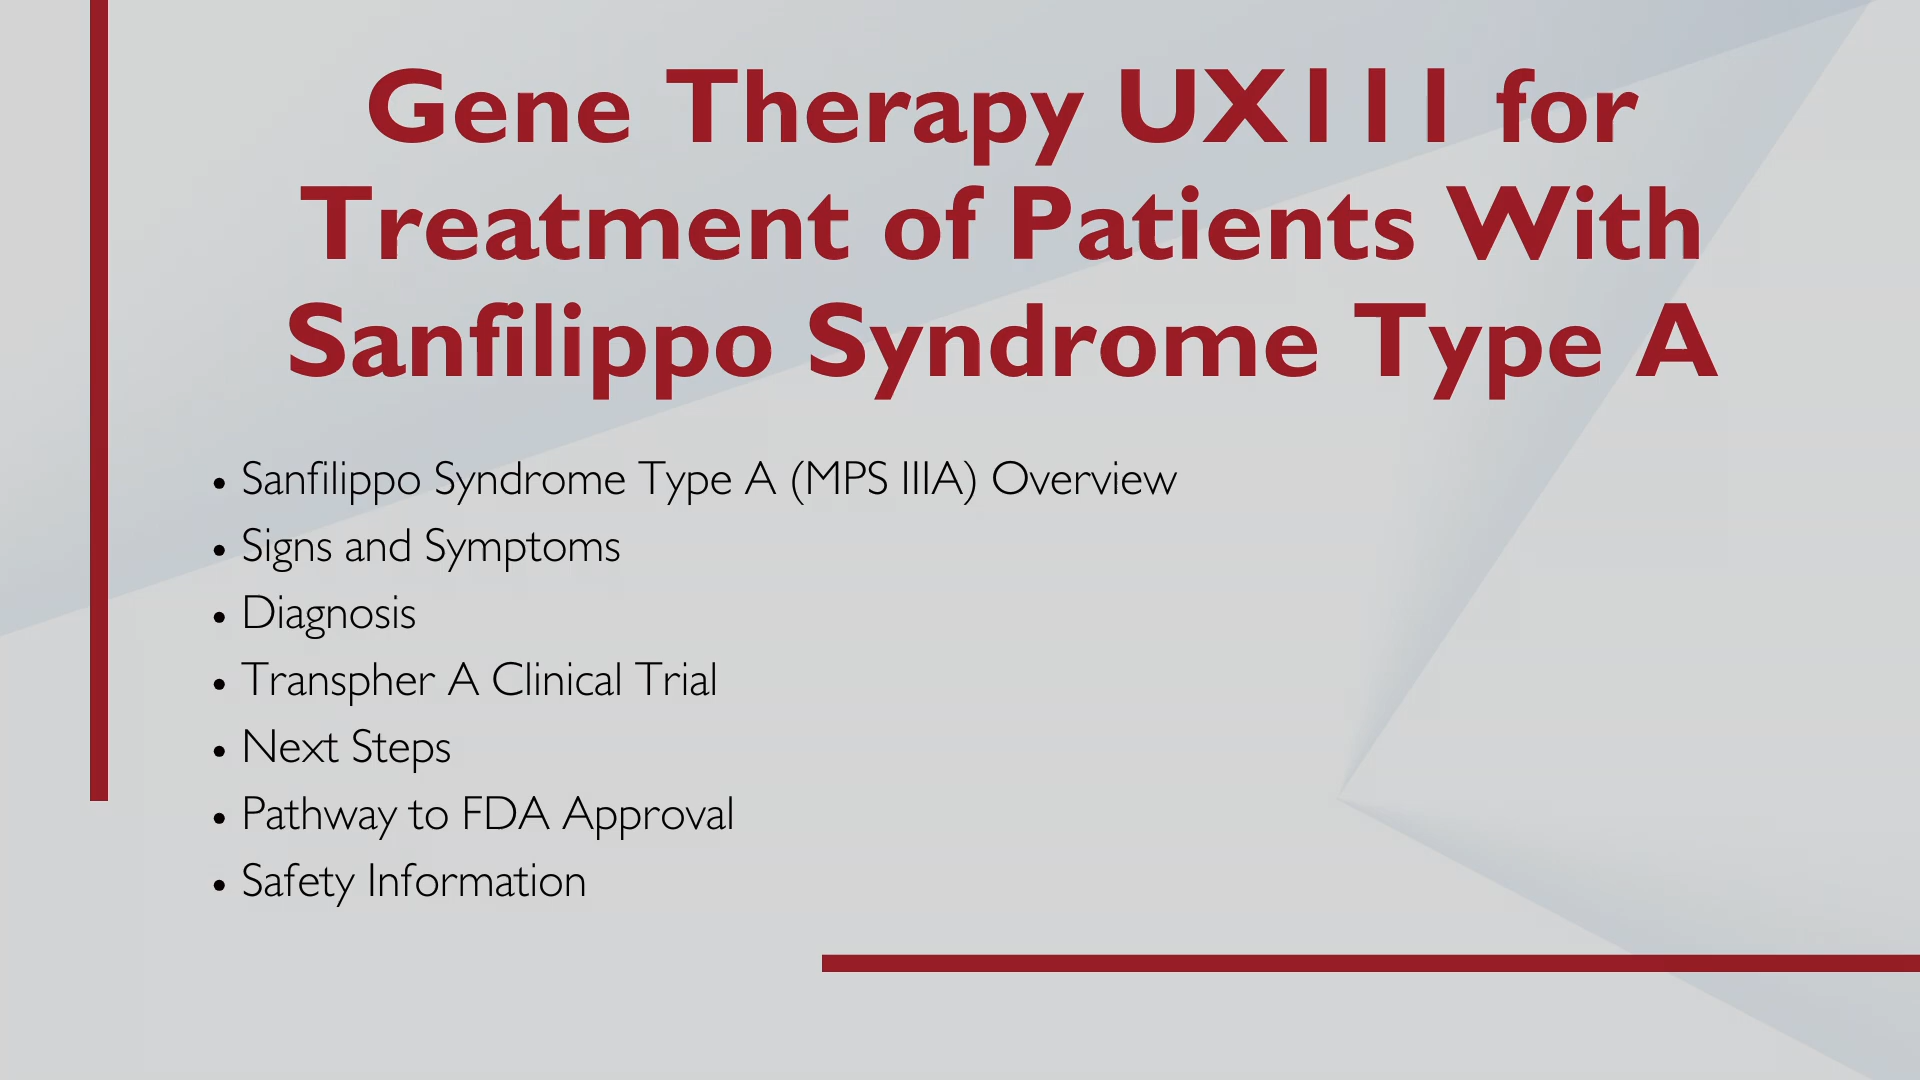 Gene Therapy UX111 for
Treatment of Patients With
Sanfilippo Syndrome Type A
• Sanfilippo Syndrome Type A (MPS IIIA) Overview
• Signs and Symptoms
• Diagnosis
• Transpher A Clinical Trial
• Next Steps
• Pathway to FDA Approval
• Safety Information